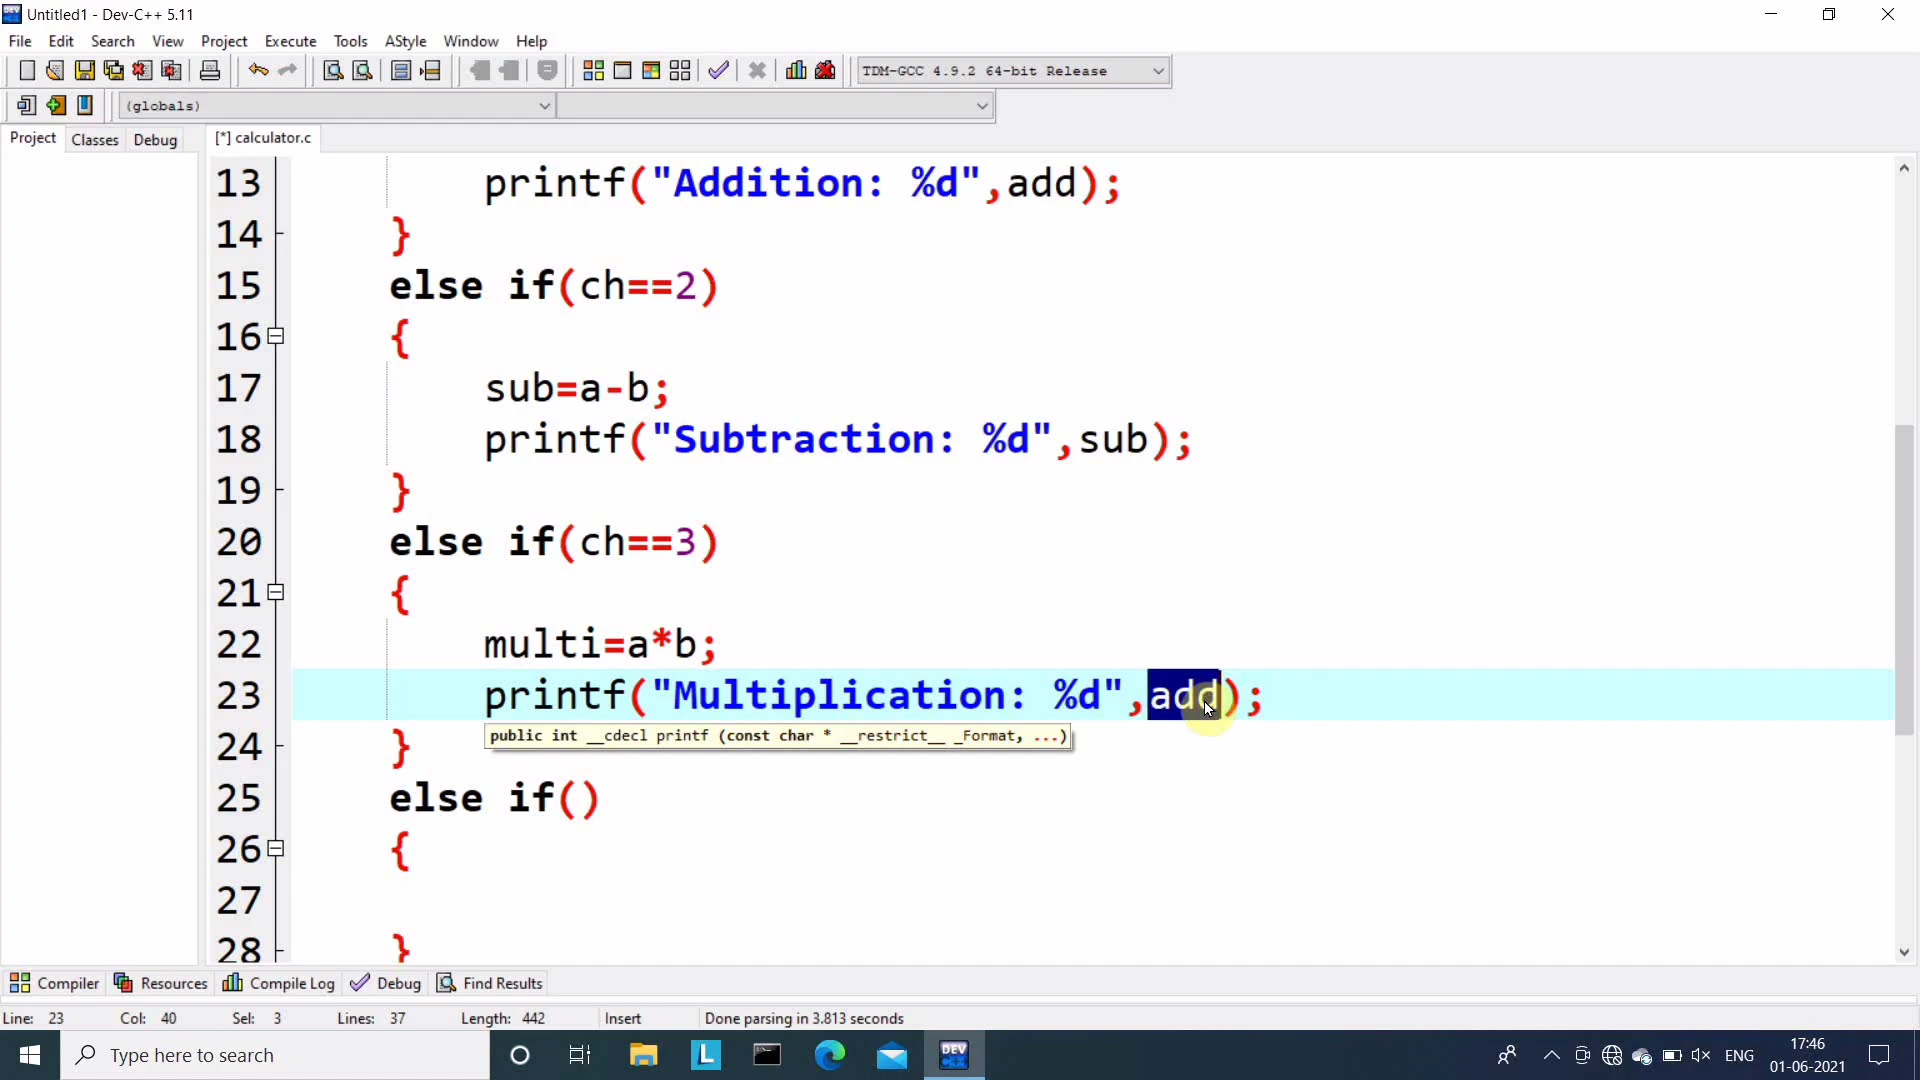 Untitled1 - Dev-C++ 5.11
File Edit Search View Project Execute Tools AStyle Window Help
TDM-GCC 4.9.2 64-bit Release
(globals)
Project Classes Debug [*] calculator.c
13 printf("Addition: %d",add);
14 }
15 else if(ch==2)
16 {
17 sub=a-b;
18 printf("Subtraction: %d",sub);
19 }
20 else if(ch==3)
21 {
22 multi=a*b;
23 printf("Multiplication: %d",add);
public int __cdecl printf (const char * __restrict__ _Format, ...)
24 }
25 else if()
26 {
27
28 }
Compiler Resources Compile Log Debug Find Results
Line: 23 Col: 40 Sel: 3 Lines: 37 Length: 442 Insert Done parsing in 3.813 seconds
Type here to search
L
DEV C++
ENG
17:46
01-06-2021